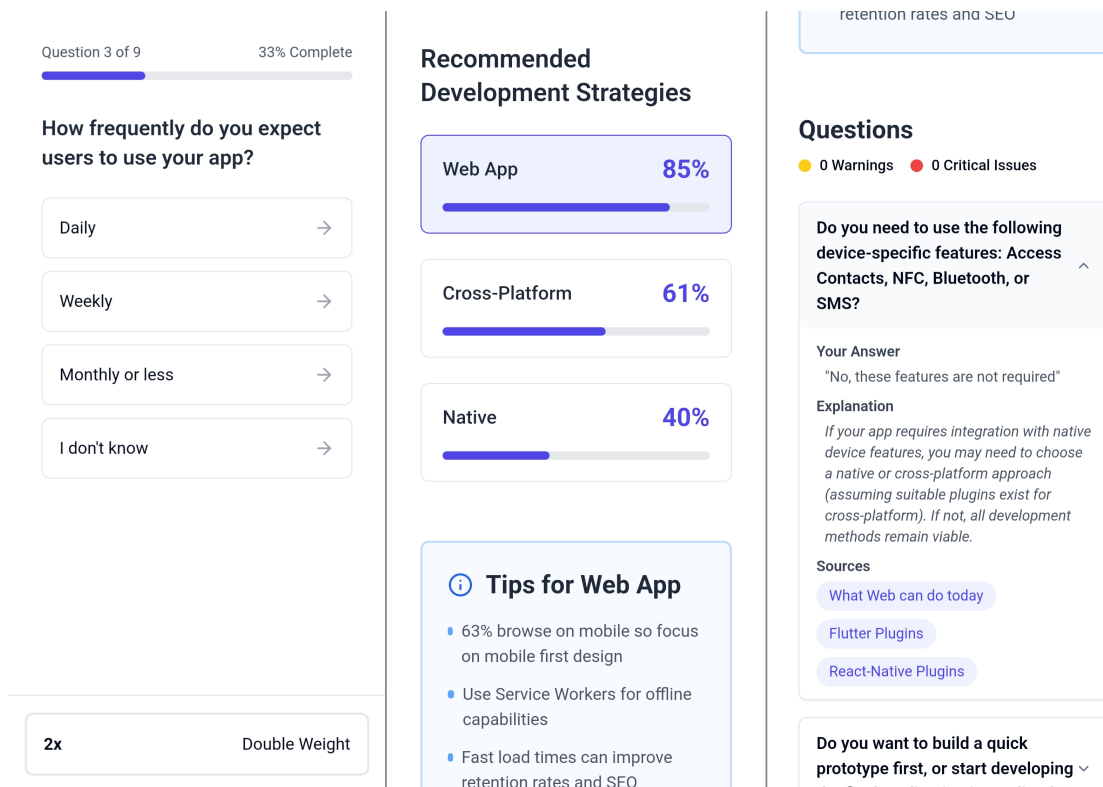 Question 3 of 9
33% Complete
How frequently do you expect
users to use your app?
Daily
Weekly
Monthly or less
I don't know
2x
Double Weight
Recommended
Development Strategies
Web App
85%
Cross-Platform
61%
Native
40%
Tips for Web App
63% browse on mobile so focus
on mobile first design
Use Service Workers for offline
capabilities
Fast load times can improve
retention rates and SEO
retention rates and SEO
Questions
0 Warnings
0 Critical Issues
Do you need to use the following
device-specific features: Access
Contacts, NFC, Bluetooth, or
SMS?
Your Answer
"No, these features are not required"
Explanation
If your app requires integration with native
device features, you may need to choose
a native or cross-platform approach
(assuming suitable plugins exist for
cross-platform). If not, all development
methods remain viable.
Sources
What Web can do today
Flutter Plugins
React-Native Plugins
Do you want to build a quick
prototype first, or start developing